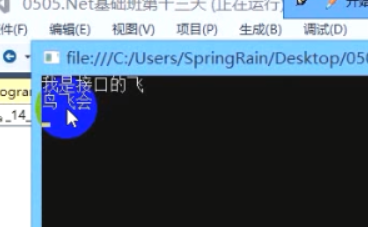 0505.Net基础班第十三天 (正在运行)
件(F) 编辑(E) 视图(V) 项目(P) 生成(B) 调试(D)
file:///C:/Users/SpringRain/Desktop/050
我是接口的飞
鸟飞会
_14_